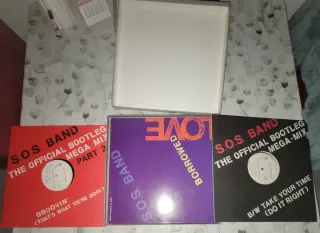 S.O.S. BAND
THE OFFICIAL BOOTLEG
MEGA-MIX
PART 2
GROOVIN'
(THAT'S WHAT WE'RE DOIN')
LOVE
BORROWED
S.O.S. BAND
S.O.S. BAND
THE OFFICIAL BOOTLEG
MEGA-MIX
B/W TAKE YOUR TIME
(DO IT RIGHT)